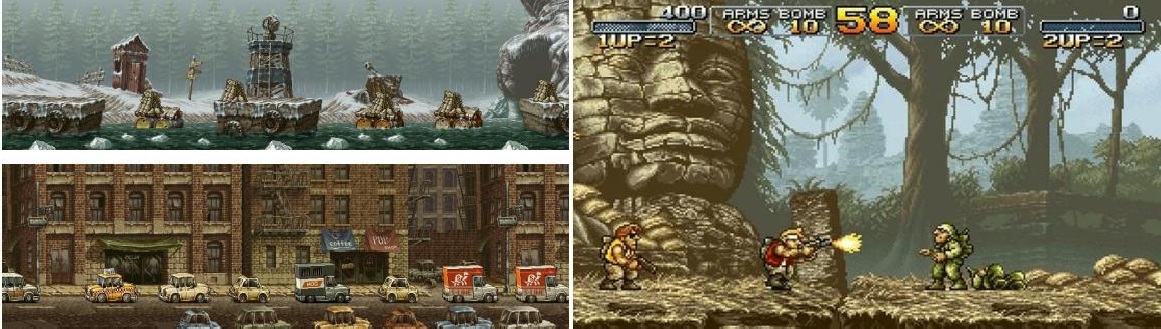 400
ARMS BOMB
∞ 10
1UP=2
58
ARMS BOMB
∞ 10
0
2UP=2
COFFEE